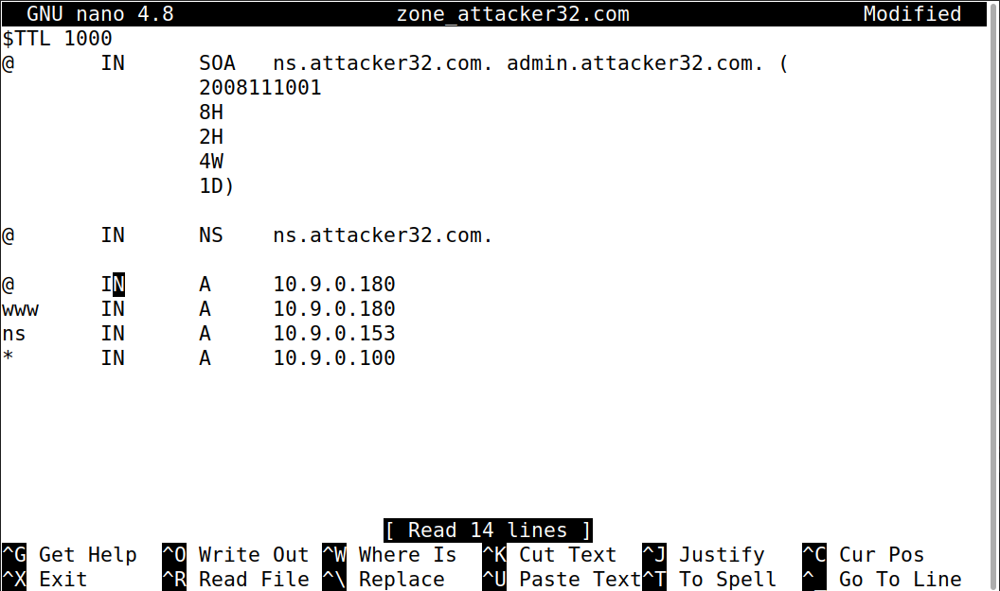 GNU nano 4.8 zone_attacker32.com Modified
$TTL 1000
@ IN SOA ns.attacker32.com. admin.attacker32.com. (
2008111001
8H
2H
4W
1D)
@ IN NS ns.attacker32.com.
@ IN A 10.9.0.180
www IN A 10.9.0.180
ns IN A 10.9.0.153
* IN A 10.9.0.100
[ Read 14 lines ]
^G Get Help ^O Write Out ^W Where Is ^K Cut Text ^J Justify ^C Cur Pos
^X Exit ^R Read File ^\ Replace ^U Paste Text ^T To Spell ^_ Go To Line